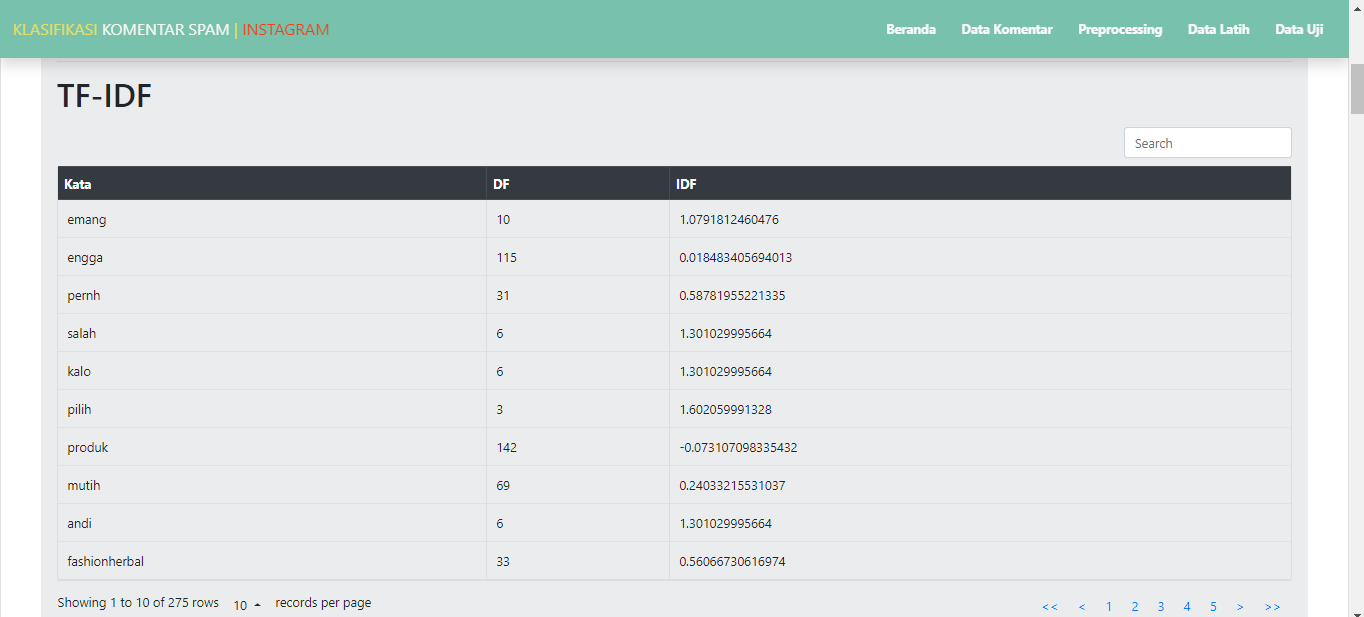 KLASIFIKASI KOMENTAR SPAM | INSTAGRAM Beranda Data Komentar Preprocessing Data Latih Data Uji
TF-IDF
Search
Kata DF IDF
emang 10 1.0791812460476
engga 115 0.018483405694013
pernh 31 0.58781955221335
salah 6 1.301029995664
kalo 6 1.301029995664
pilih 3 1.602059991328
produk 142 -0.073107098335432
mutih 69 0.24033215531037
andi 6 1.301029995664
fashionherbal 33 0.56066730616974
Showing 1 to 10 of 275 rows 10 records per page << < 1 2 3 4 5 > >>